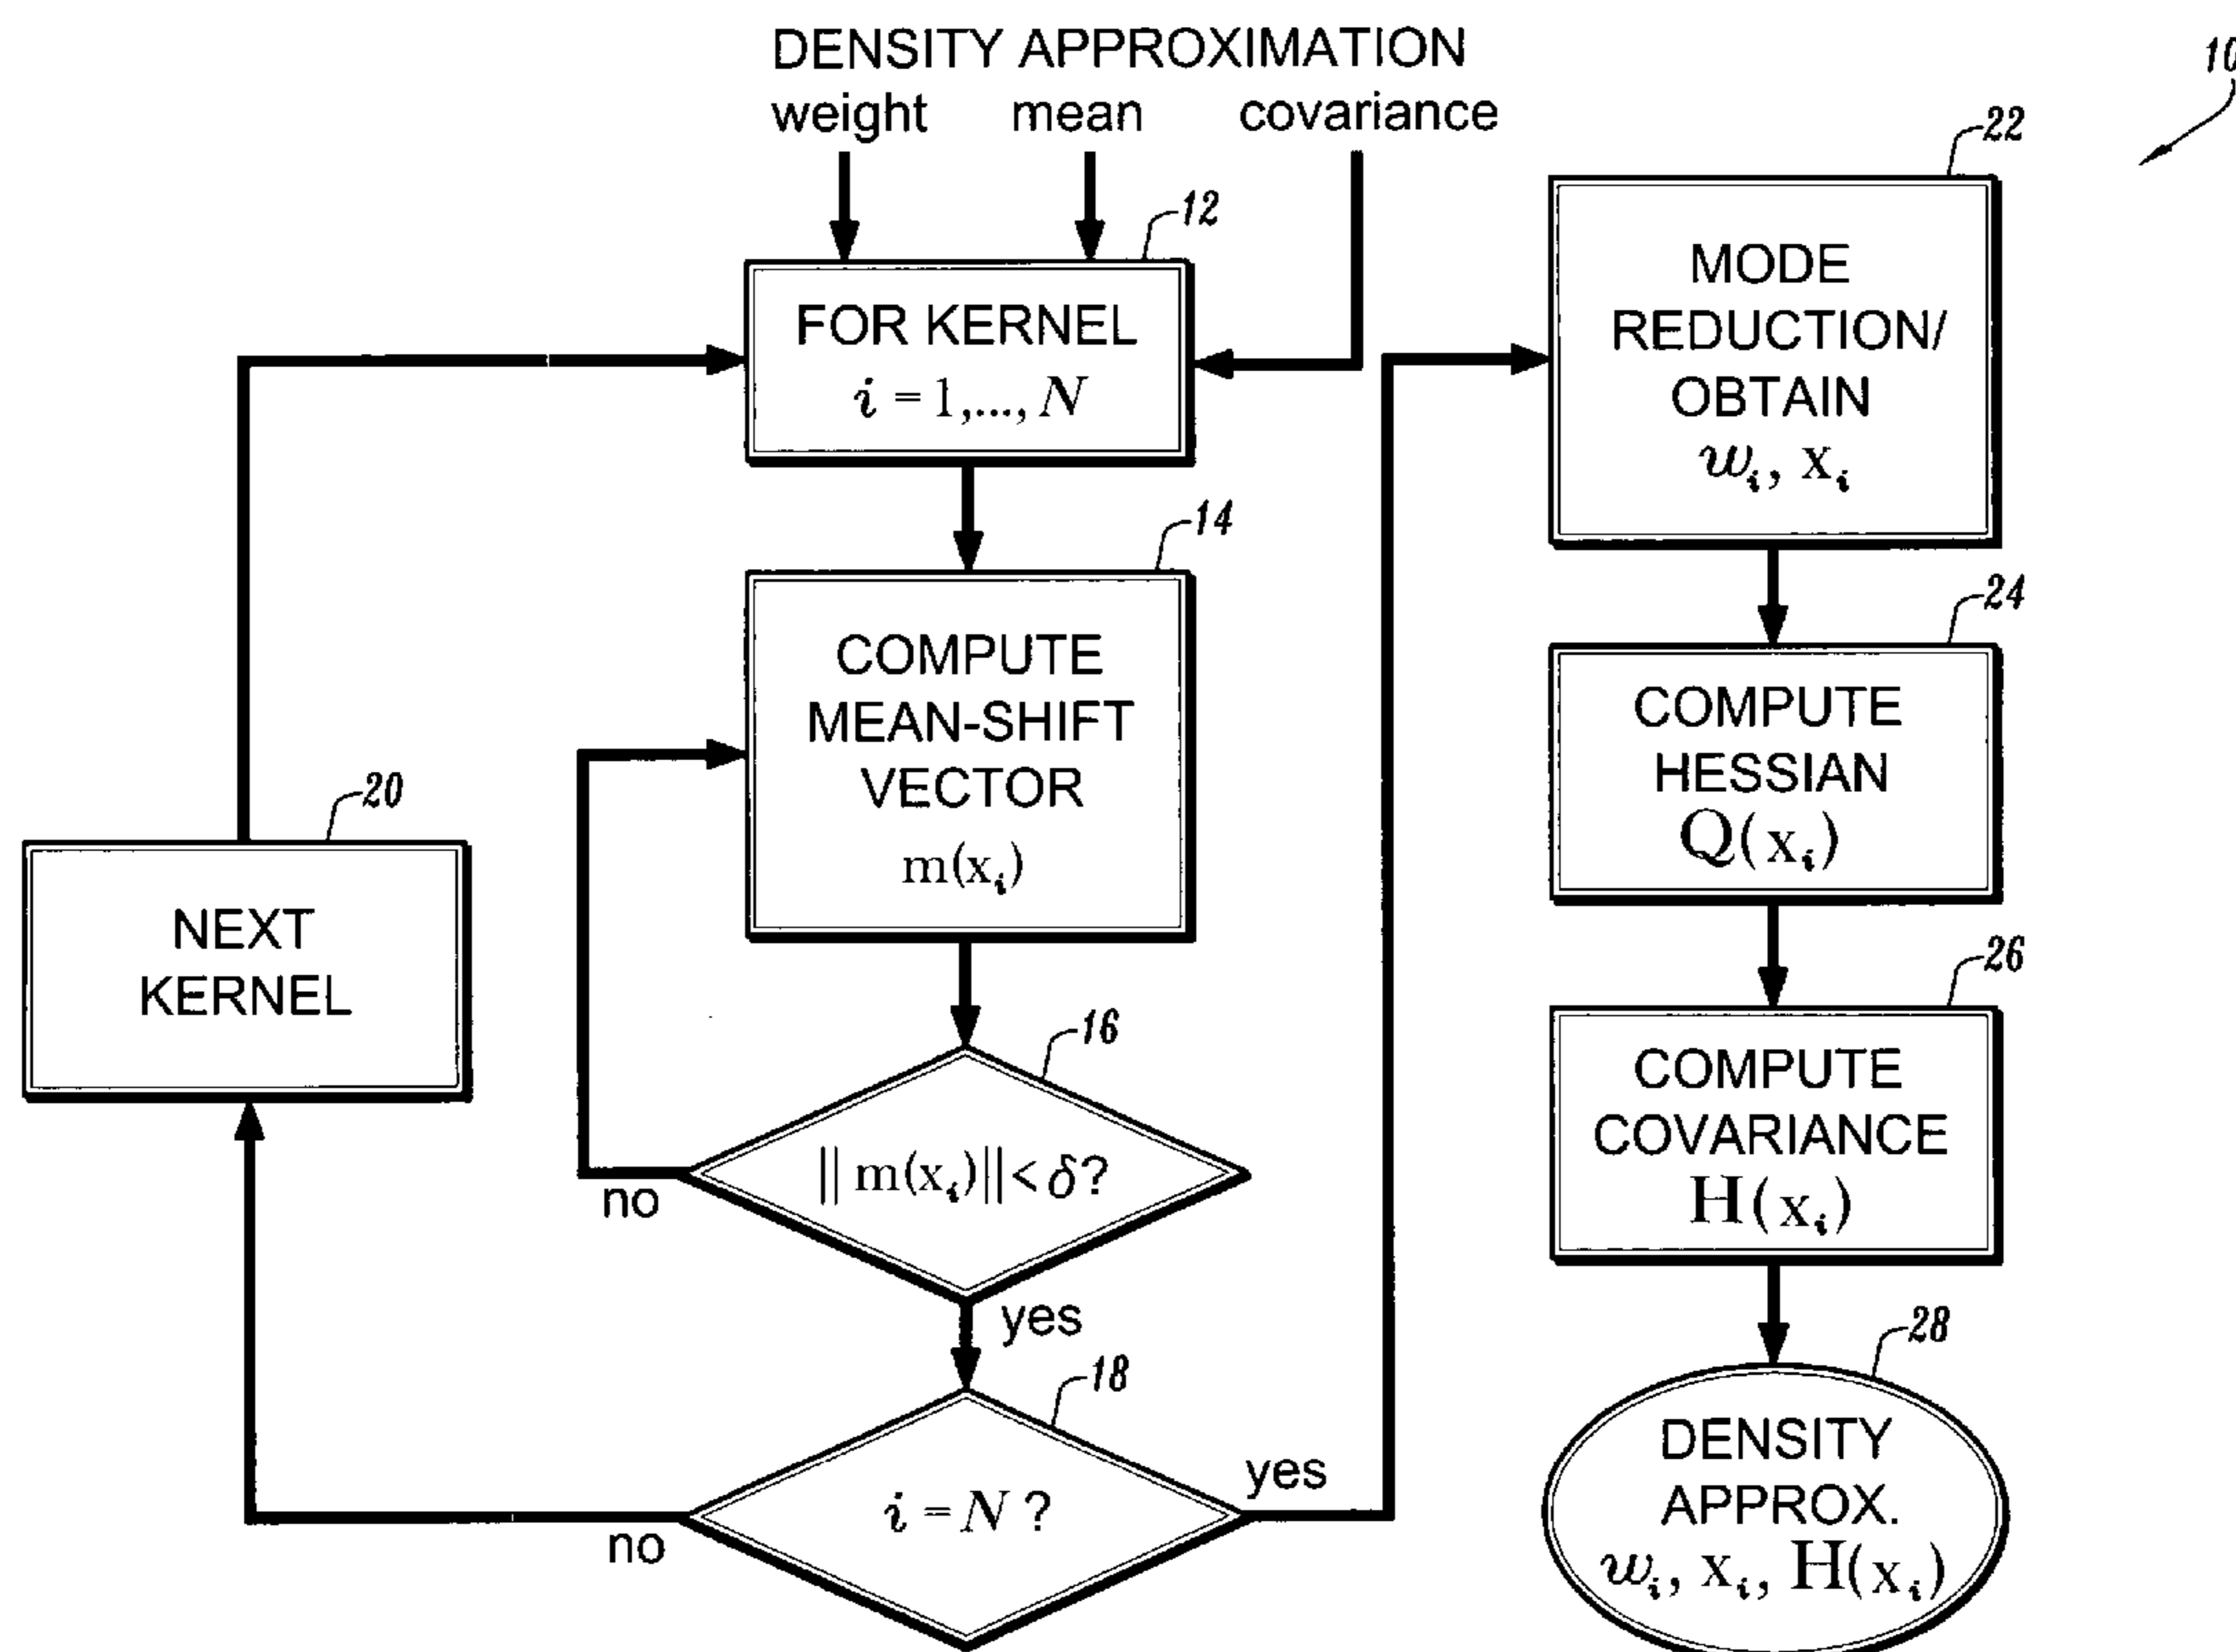 DENSITY APPROXIMATION
weight mean covariance
10
12
FOR KERNEL
i = 1,..., N
14
COMPUTE
MEAN-SHIFT
VECTOR
m(xᵢ)
16
|| m(xᵢ)|| < δ?
no
yes
18
i = N ?
no
yes
20
NEXT
KERNEL
22
MODE
REDUCTION/
OBTAIN
wᵢ, xᵢ
24
COMPUTE
HESSIAN
Q(xᵢ)
26
COMPUTE
COVARIANCE
H(xᵢ)
28
DENSITY
APPROX.
wᵢ, xᵢ, H(xᵢ)